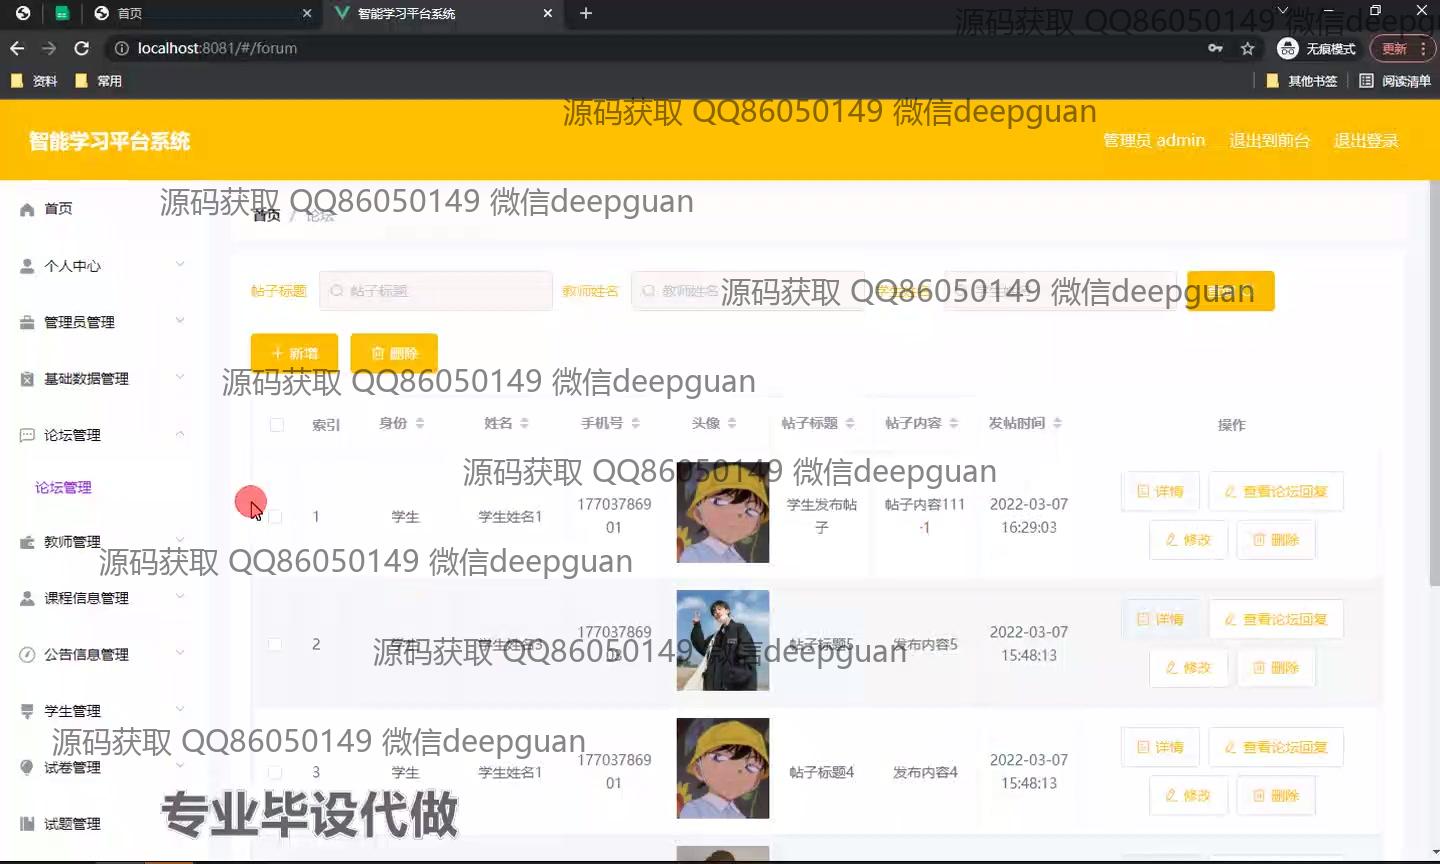 首页
智能学习平台系统
源码获取 QQ86050149 微信deepgu
localhost:8081/#/forum
无痕模式
更新
资料
常用
其他书签
阅读清单
源码获取 QQ86050149 微信deepguan
智能学习平台系统
管理员 admin
退出到前台
退出登录
源码获取 QQ86050149 微信deepguan
首页
首页 / 论坛
个人中心
帖子标题
帖子标题
教师姓名
教师姓名
源码获取 QQ86050149 微信deepguan
管理员管理
新增
删除
基础数据管理
源码获取 QQ86050149 微信deepguan
索引 身份 姓名 手机号 头像 帖子标题 帖子内容 发帖时间 操作
论坛管理
源码获取 QQ86050149 微信deepguan
论坛管理
1 学生 学生姓名1 177037869
01
学生发布帖
子
帖子内容111
·1
2022-03-07
16:29:03
详情 查看论坛回复
修改 删除
教师管理
源码获取 QQ86050149 微信deepguan
课程信息管理
2 学生 学生姓名3 177037869
帖子标题5 发布内容5
2022-03-07
15:48:13
详情 查看论坛回复
修改 删除
公告信息管理
源码获取 QQ86050149 微信deepguan
学生管理
源码获取 QQ86050149 微信deepguan
试卷管理
3 学生 学生姓名1 177037869
01
帖子标题4 发布内容4
2022-03-07
15:48:13
详情 查看论坛回复
修改 删除
试题管理
专业毕设代做